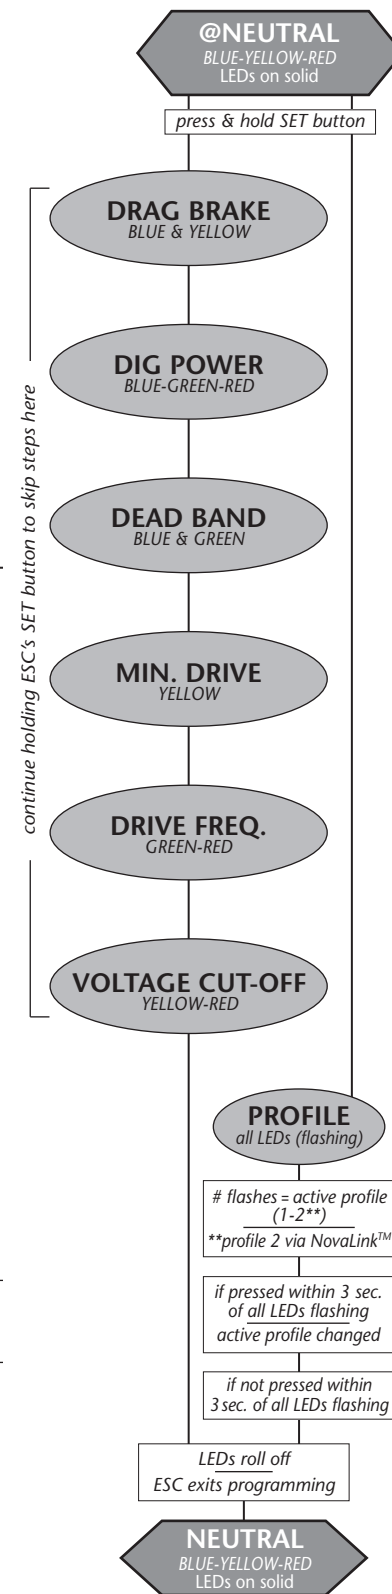 @NEUTRAL
BLUE-YELLOW-RED
LEDs on solid
press & hold SET button
continue holding ESC's SET button to skip steps here
DRAG BRAKE
BLUE & YELLOW
DIG POWER
BLUE-GREEN-RED
DEAD BAND
BLUE & GREEN
MIN. DRIVE
YELLOW
DRIVE FREQ.
GREEN-RED
VOLTAGE CUT-OFF
YELLOW-RED
PROFILE
all LEDs (flashing)
# flashes = active profile
(1-2**)
**profile 2 via NovaLink™
if pressed within 3 sec.
of all LEDs flashing
active profile changed
if not pressed within
3 sec. of all LEDs flashing
LEDs roll off
ESC exits programming
NEUTRAL
BLUE-YELLOW-RED
LEDs on solid